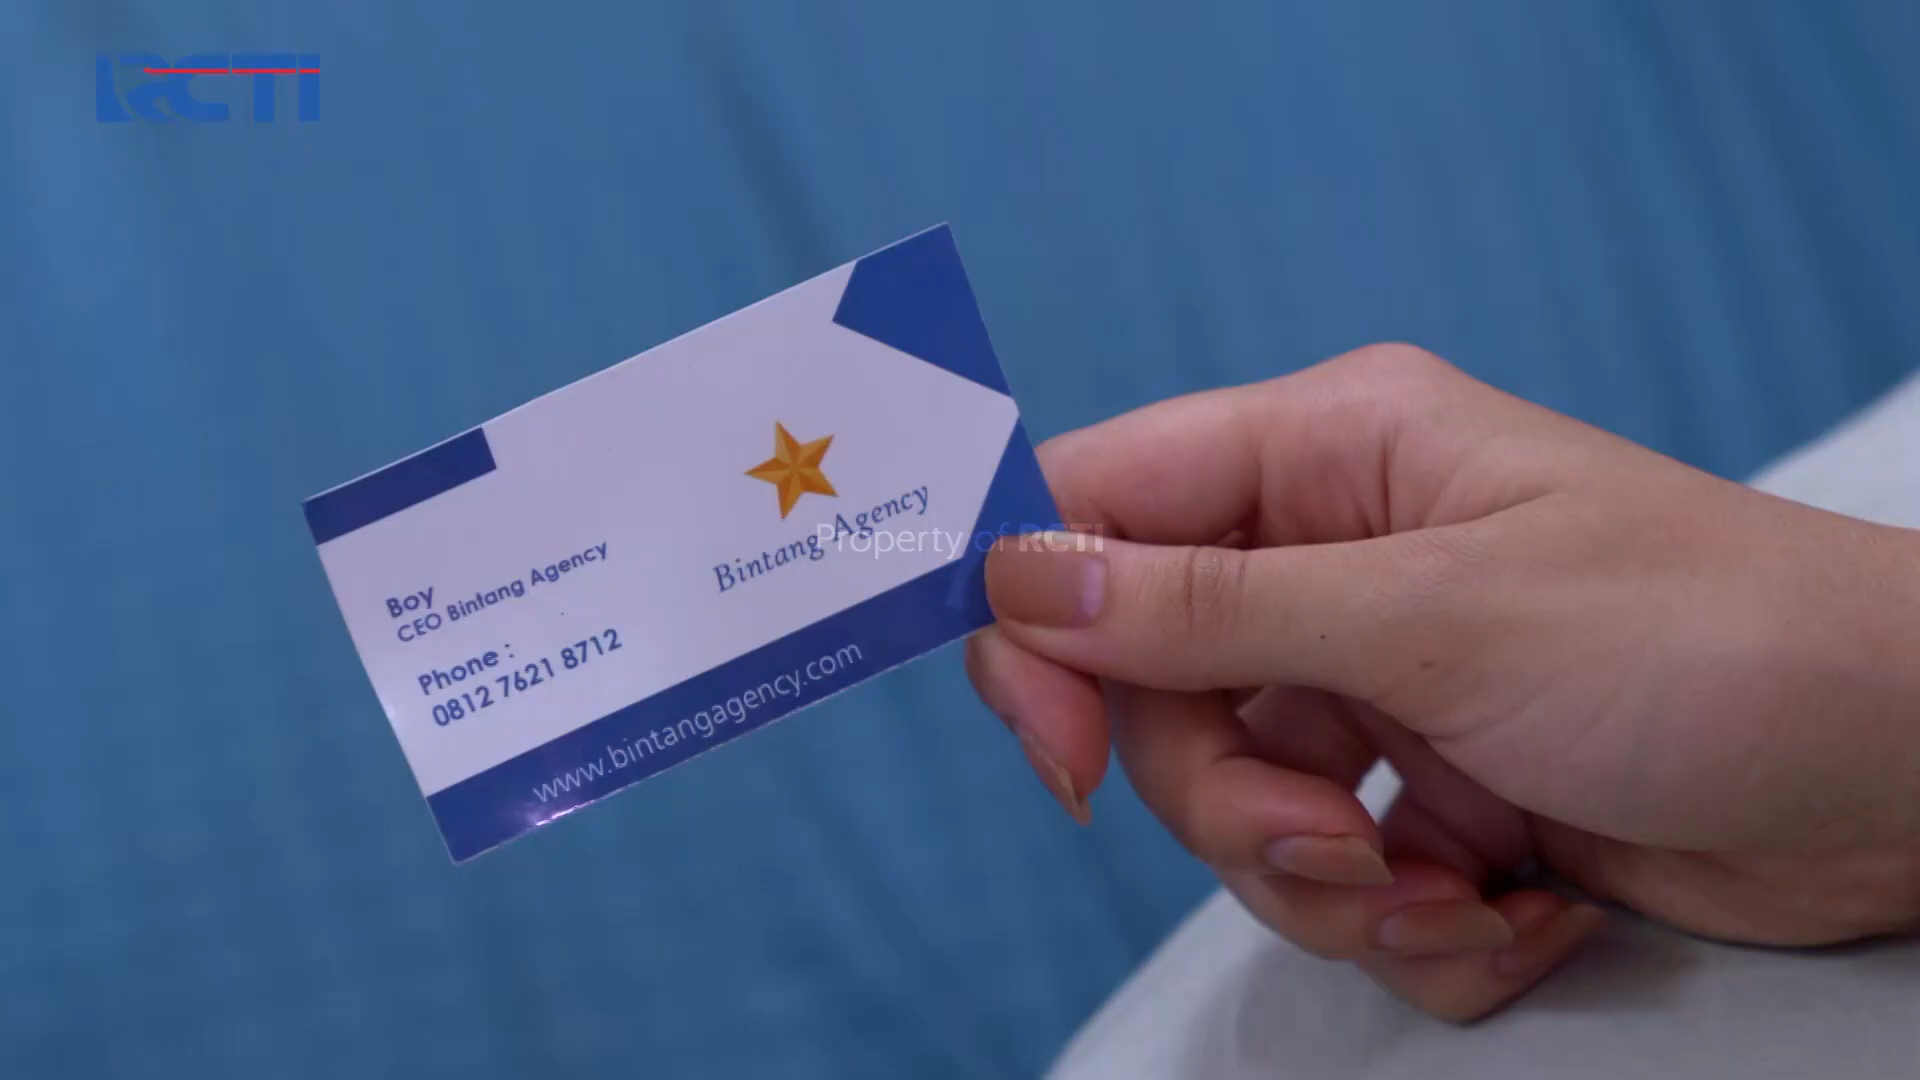 RCTI
Bintang Agency
Property of RCTI
Boy
CEO Bintang Agency
Phone :
0812 7621 8712
www.bintangagency.com